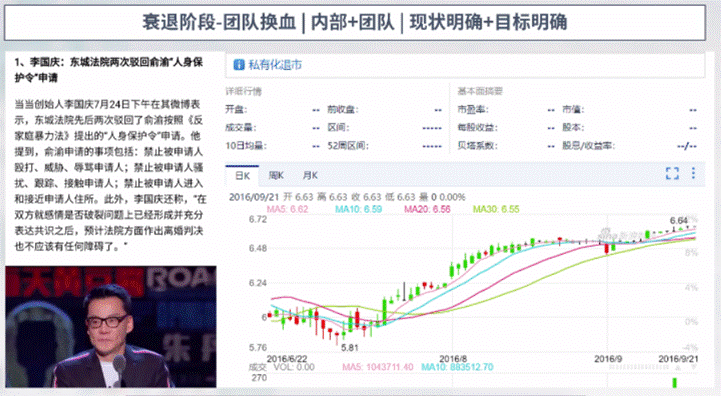 衰退阶段-团队换血 | 内部+团队 | 现状明确+目标明确
1、李国庆：东城法院两次驳回俞渝“人身保
护令”申请
当当创始人李国庆7月24日下午在其微博表
示，东城法院先后两次驳回了俞渝按照《反
家庭暴力法》提出的“人身保护令”申请。他
提到，俞渝申请的事项包括：禁止被申请人
殴打、威胁、辱骂申请人；禁止被申请人骚
扰、跟踪、接触申请人；禁止被申请人进入
和接近申请人住所。此外，李国庆还称，“在
双方就感情是否破裂问题上已经形成并充分
表达共识之后，预计法院方面作出离婚判决
也不应该有任何障碍了。”
ROA
私有化退市
详细行情
开盘： -- 前收盘： --
成交量： -- 区间： -----
10日均量： -- 52周区间： -----
基本面摘要
市盈率： -- 市值： --
每股收益： -- 股本： --
贝塔系数： -- 股息/收益率： --/--
日K 周K 月K
2016/09/21 开 6.63 高 6.63 收 6.63 低 6.63 量 0 0.00%
MA5: 6.62 MA10: 6.59 MA20: 6.56 MA30: 6.55
6.72
6.64
6.48
8%
6.24
4%
6
0%
5.81
5.76
-4%
2016/6/22 2016/8 2016/9 2016/9/21
成交 VOL: 0.00 MA5: 1043711.40 MA10: 883512.70
270